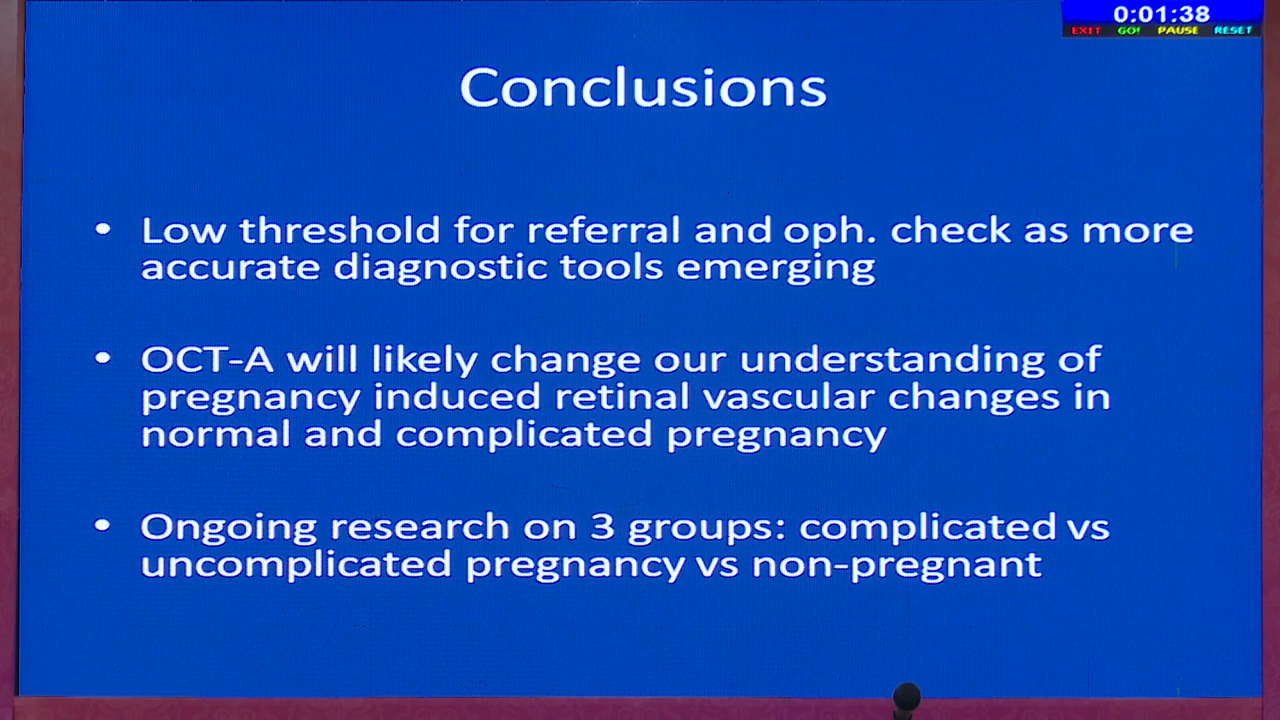 0:01:38
EXIT GO! PAUSE RESET
Conclusions
• Low threshold for referral and oph. check as more
accurate diagnostic tools emerging
• OCT-A will likely change our understanding of
pregnancy induced retinal vascular changes in
normal and complicated pregnancy
• Ongoing research on 3 groups: complicated vs
uncomplicated pregnancy vs non-pregnant